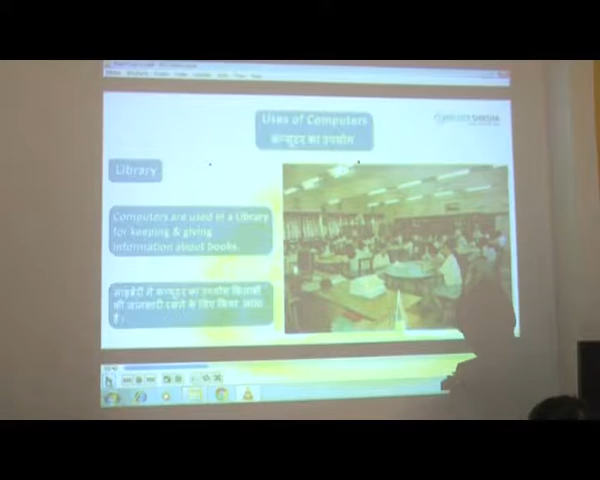 Uses of Computers
कम्प्यूटर का उपयोग
SHIKSHA
Library
Computers are used in a Library
for keeping & giving
information about books.
लाइब्रेरी में कम्प्यूटर का उपयोग किताबों
की जानकारी रखने के लिए किया जाता
है।